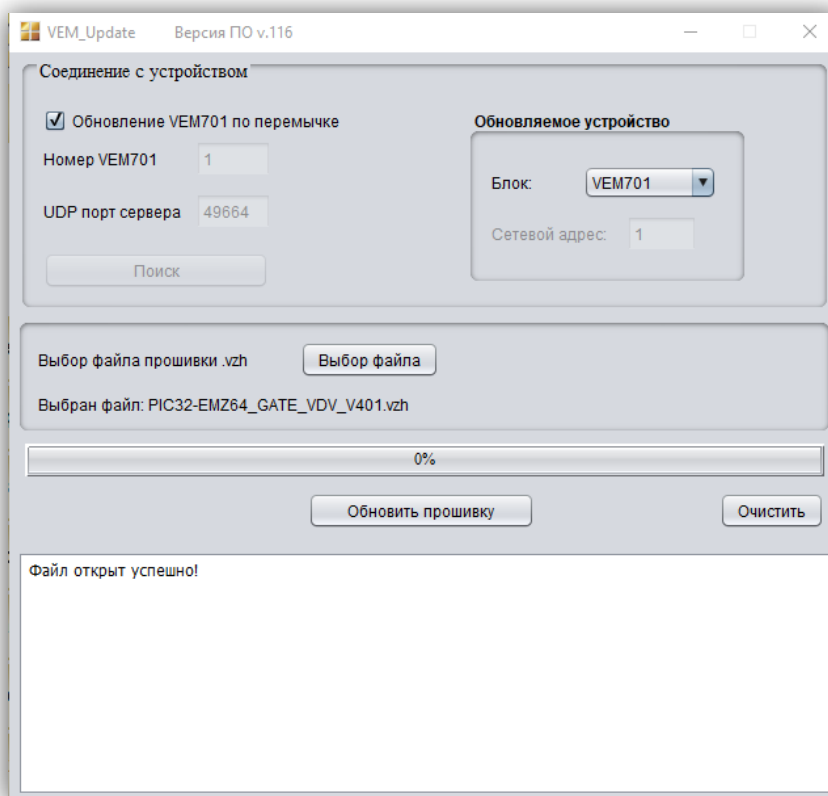 VEM_Update Версия ПО v.116
Соединение с устройством
Обновление VEM701 по перемычке
Номер VEM701 1
UDP порт сервера 49664
Поиск
Обновляемое устройство
Блок: VEM701
Сетевой адрес: 1
Выбор файла прошивки .vzh Выбор файла
Выбран файл: PIC32-EMZ64_GATE_VDV_V401.vzh
0%
Обновить прошивку Очистить
Файл открыт успешно!